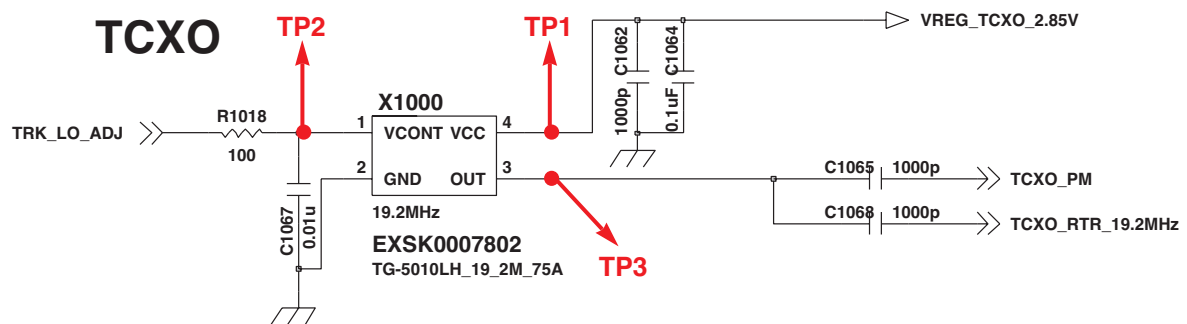 TCXO
TP2
TP1
C1062
1000p
C1064
0.1uF
VREG_TCXO_2.85V
TRK_LO_ADJ
R1018
100
X1000
1
VCONT
VCC
4
2
GND
OUT
3
C1067
0.01u
19.2MHz
EXSK0007802
TG-5010LH_19_2M_75A
TP3
C1065
1000p
TCXO_PM
C1068
1000p
TCXO_RTR_19.2MHz